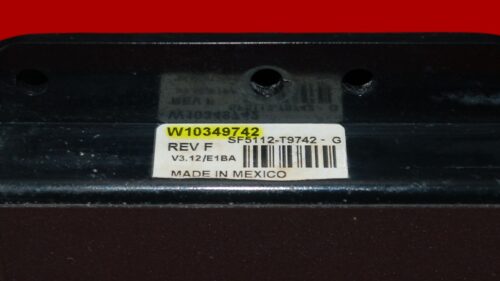 W10349742
REV F SF5112-T9742 - G
V3.12/E1BA
MADE IN MEXICO